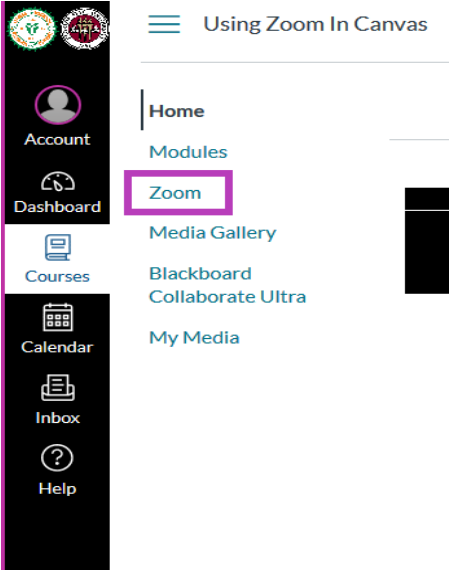 Using Zoom In Canvas
Account
Dashboard
Courses
Calendar
Inbox
Help
Home
Modules
Zoom
Media Gallery
Blackboard
Collaborate Ultra
My Media